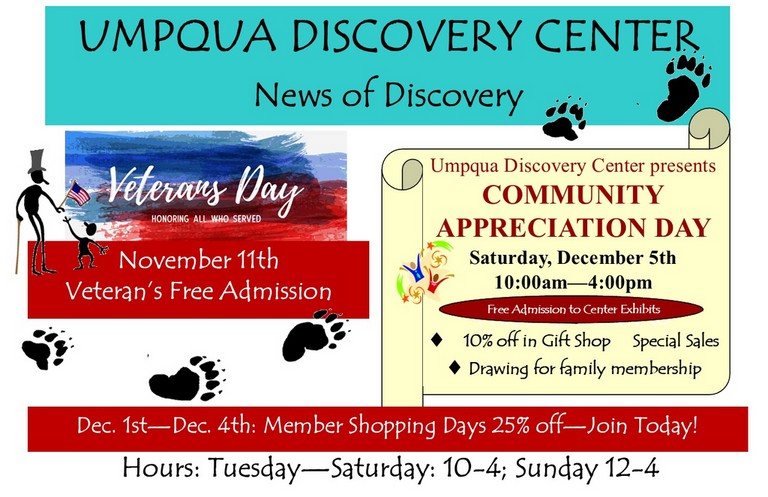 UMPQUA DISCOVERY CENTER
News of Discovery
Veterans Day
HONORING ALL WHO SERVED
November 11th
Veteran's Free Admission
Umpqua Discovery Center presents
COMMUNITY
APPRECIATION DAY
Saturday, December 5th
10:00am—4:00pm
Free Admission to Center Exhibits
♦ 10% off in Gift Shop Special Sales
♦ Drawing for family membership
Dec. 1st—Dec. 4th: Member Shopping Days 25% off—Join Today!
Hours: Tuesday—Saturday: 10-4; Sunday 12-4